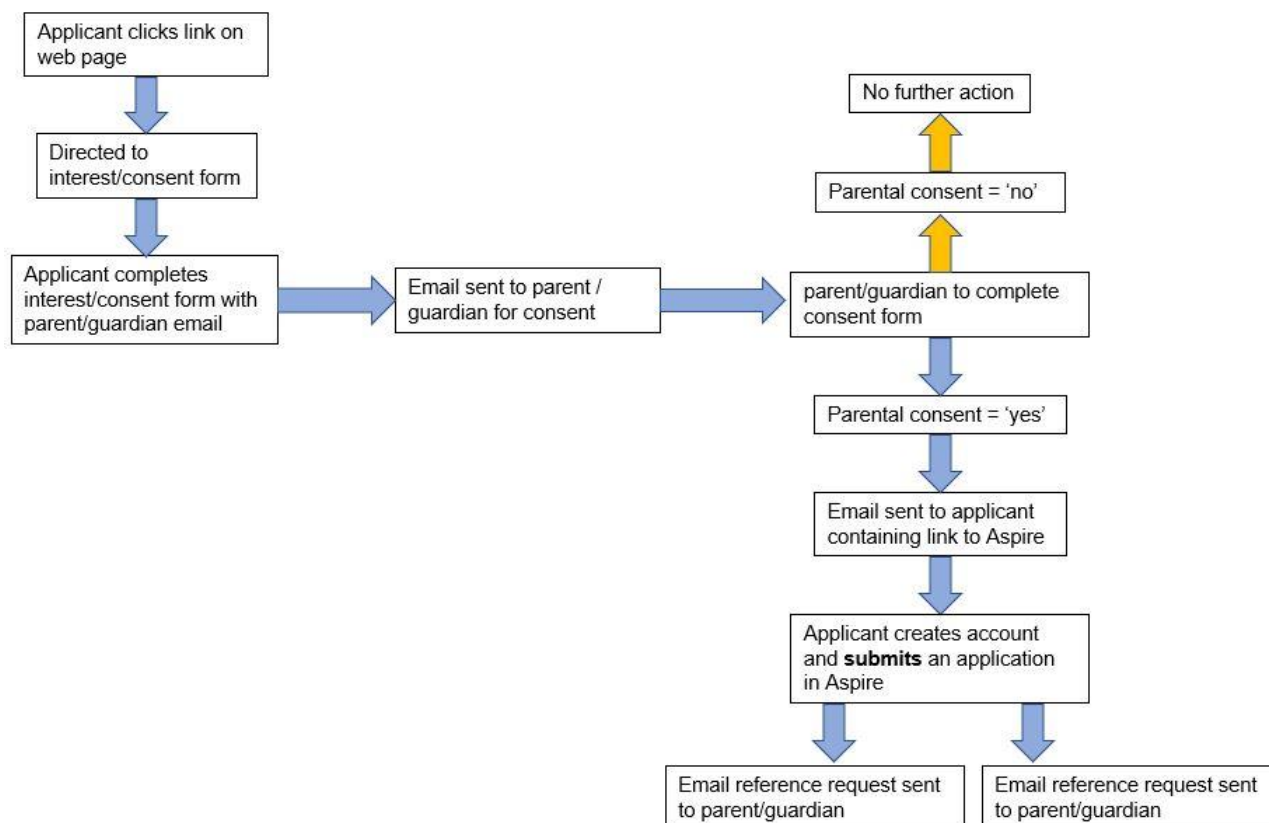 Applicant clicks link on
web page
Directed to
interest/consent form
Applicant completes
interest/consent form with
parent/guardian email
Email sent to parent /
guardian for consent
No further action
Parental consent = ‘no’
parent/guardian to complete
consent form
Parental consent = ‘yes’
Email sent to applicant
containing link to Aspire
Applicant creates account
and submits an application
in Aspire
Email reference request sent
to parent/guardian
Email reference request sent
to parent/guardian